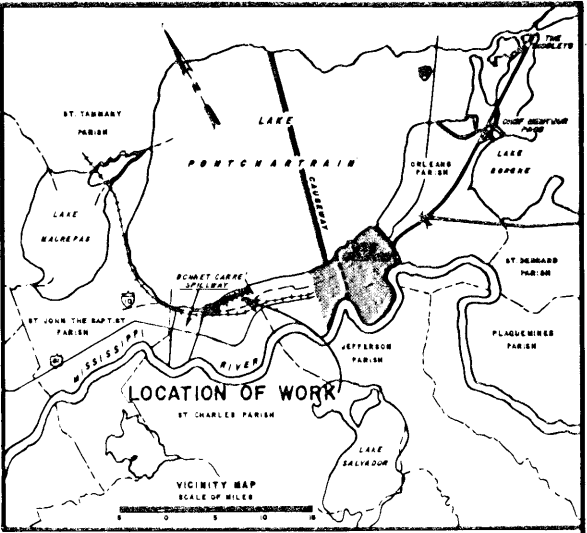 THE
RIGOLETS
CHEF MENTEUR
PASS
ST. TAMMANY
PARISH
LAKE
PONTCHARTRAIN
ORLEANS
PARISH
LAKE
BORGNE
CAUSEWAY
LAKE
MAUREPAS
BONNET CARRE
SPILLWAY
ST. BERNARD
PARISH
ST. JOHN THE BAPTIST
PARISH
61
MISSISSIPPI
RIVER
JEFFERSON
PARISH
PLAQUEMINES
PARISH
LOCATION OF WORK
ST CHARLES PARISH
LAKE
SALVADOR
VICINITY MAP
SCALE OF MILES
5 0 5 10 15